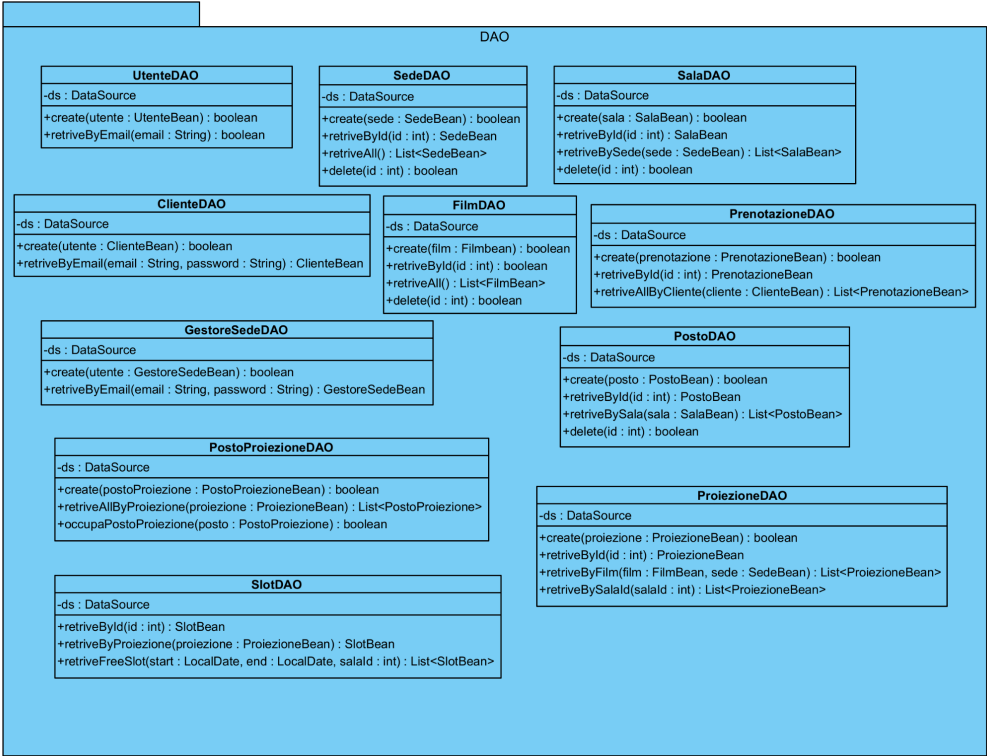 DAO
UtenteDAO
-ds : DataSource
+create(utente : UtenteBean) : boolean
+retriveByEmail(email : String) : boolean
SedeDAO
-ds : DataSource
+create(sede : SedeBean) : boolean
+retriveById(id : int) : SedeBean
+retriveAll() : List<SedeBean>
+delete(id : int) : boolean
SalaDAO
-ds : DataSource
+create(sala : SalaBean) : boolean
+retriveById(id : int) : SalaBean
+retriveBySede(sede : SedeBean) : List<SalaBean>
+delete(id : int) : boolean
ClienteDAO
-ds : DataSource
+create(utente : ClienteBean) : boolean
+retriveByEmail(email : String, password : String) : ClienteBean
FilmDAO
-ds : DataSource
+create(film : Filmbean) : boolean
+retriveById(id : int) : boolean
+retriveAll() : List<FilmBean>
+delete(id : int) : boolean
PrenotazioneDAO
-ds : DataSource
+create(prenotazione : PrenotazioneBean) : boolean
+retriveById(id : int) : PrenotazioneBean
+retriveAllByCliente(cliente : ClienteBean) : List<PrenotazioneBean>
GestoreSedeDAO
-ds : DataSource
+create(utente : GestoreSedeBean) : boolean
+retriveByEmail(email : String, password : String) : GestoreSedeBean
PostoDAO
-ds : DataSource
+create(posto : PostoBean) : boolean
+retriveById(id : int) : PostoBean
+retriveBySala(sala : SalaBean) : List<PostoBean>
+delete(id : int) : boolean
PostoProiezioneDAO
-ds : DataSource
+create(postoProiezione : PostoProiezioneBean) : boolean
+retriveAllByProiezione(proiezione : ProiezioneBean) : List<PostoProiezione>
+occupaPostoProiezione(posto : PostoProiezione) : boolean
ProiezioneDAO
-ds : DataSource
+create(proiezione : ProiezioneBean) : boolean
+retriveById(id : int) : ProiezioneBean
+retriveByFilm(film : FilmBean, sede : SedeBean) : List<ProiezioneBean>
+retriveBySalaId(salaId : int) : List<ProiezioneBean>
SlotDAO
-ds : DataSource
+retriveById(id : int) : SlotBean
+retriveByProiezione(proiezione : ProiezioneBean) : SlotBean
+retriveFreeSlot(start : LocalDate, end : LocalDate, salaId : int) : List<SlotBean>